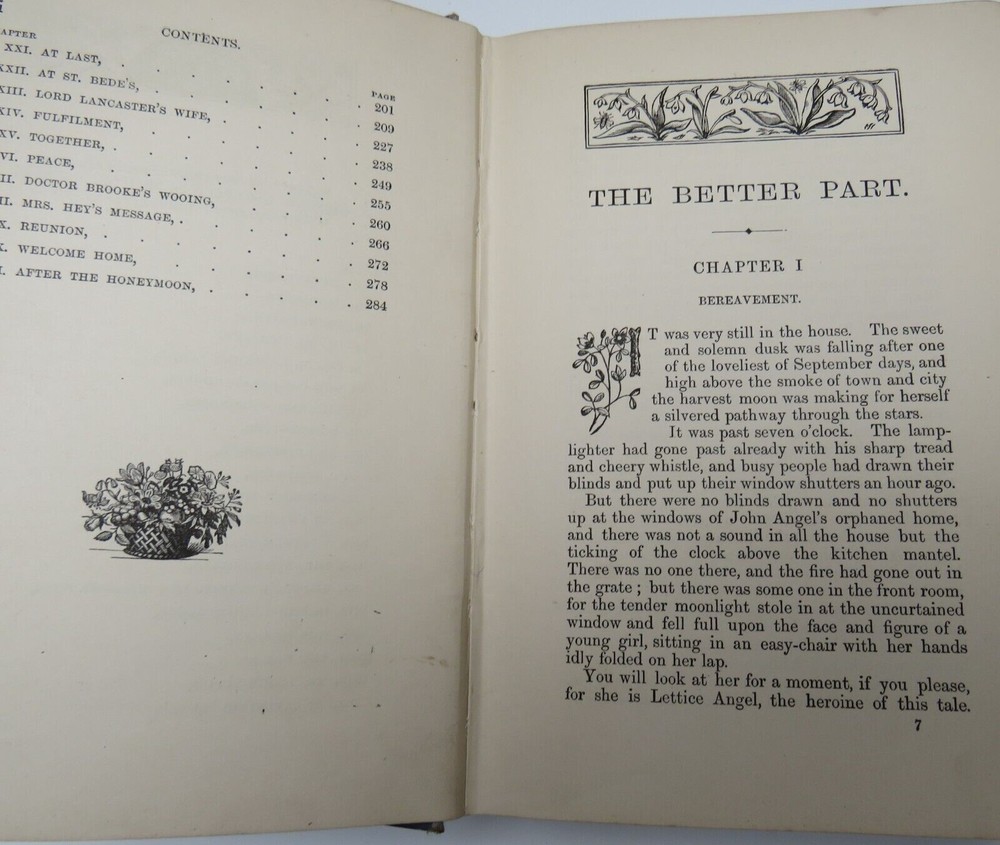 CONTENTS.
APTER PAGE
XXI. AT LAST, . . . . . . 201
XXII. AT ST. BEDE'S, . . . . . . 209
XIII. LORD LANCASTER'S WIFE, . . . . 227
XIV. FULFILMENT, . . . . . . 238
XV. TOGETHER, . . . . . . 249
VI. PEACE, . . . . . . 255
II. DOCTOR BROOKE'S WOOING, . . . . 260
II. MRS. HEY'S MESSAGE, . . . . . 266
X. REUNION, . . . . . . 272
X. WELCOME HOME, . . . . . 278
I. AFTER THE HONEYMOON, . . . . . 284
THE BETTER PART.
CHAPTER I
BEREAVEMENT.
IT was very still in the house. The sweet
and solemn dusk was falling after one
of the loveliest of September days, and
high above the smoke of town and city
the harvest moon was making for herself
a silvered pathway through the stars.
It was past seven o'clock. The lamp-
lighter had gone past already with his sharp tread
and cheery whistle, and busy people had drawn their
blinds and put up their window shutters an hour ago.
But there were no blinds drawn and no shutters
up at the windows of John Angel's orphaned home,
and there was not a sound in all the house but the
ticking of the clock above the kitchen mantel.
There was no one there, and the fire had gone out in
the grate; but there was some one in the front room,
for the tender moonlight stole in at the uncurtained
window and fell full upon the face and figure of a
young girl, sitting in an easy-chair with her hands
idly folded on her lap.
You will look at her for a moment, if you please,
for she is Lettice Angel, the heroine of this tale.
7